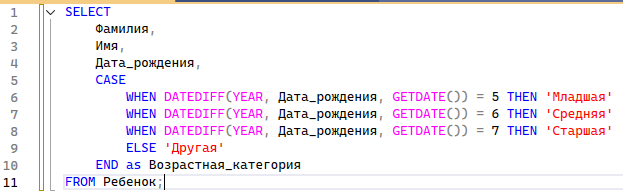 1 SELECT
2 Фамилия,
3 Имя,
4 Дата_рождения,
5 CASE
6 WHEN DATEDIFF(YEAR, Дата_рождения, GETDATE()) = 5 THEN 'Младшая'
7 WHEN DATEDIFF(YEAR, Дата_рождения, GETDATE()) = 6 THEN 'Средняя'
8 WHEN DATEDIFF(YEAR, Дата_рождения, GETDATE()) = 7 THEN 'Старшая'
9 ELSE 'Другая'
10 END as Возрастная_категория
11 FROM Ребенок;